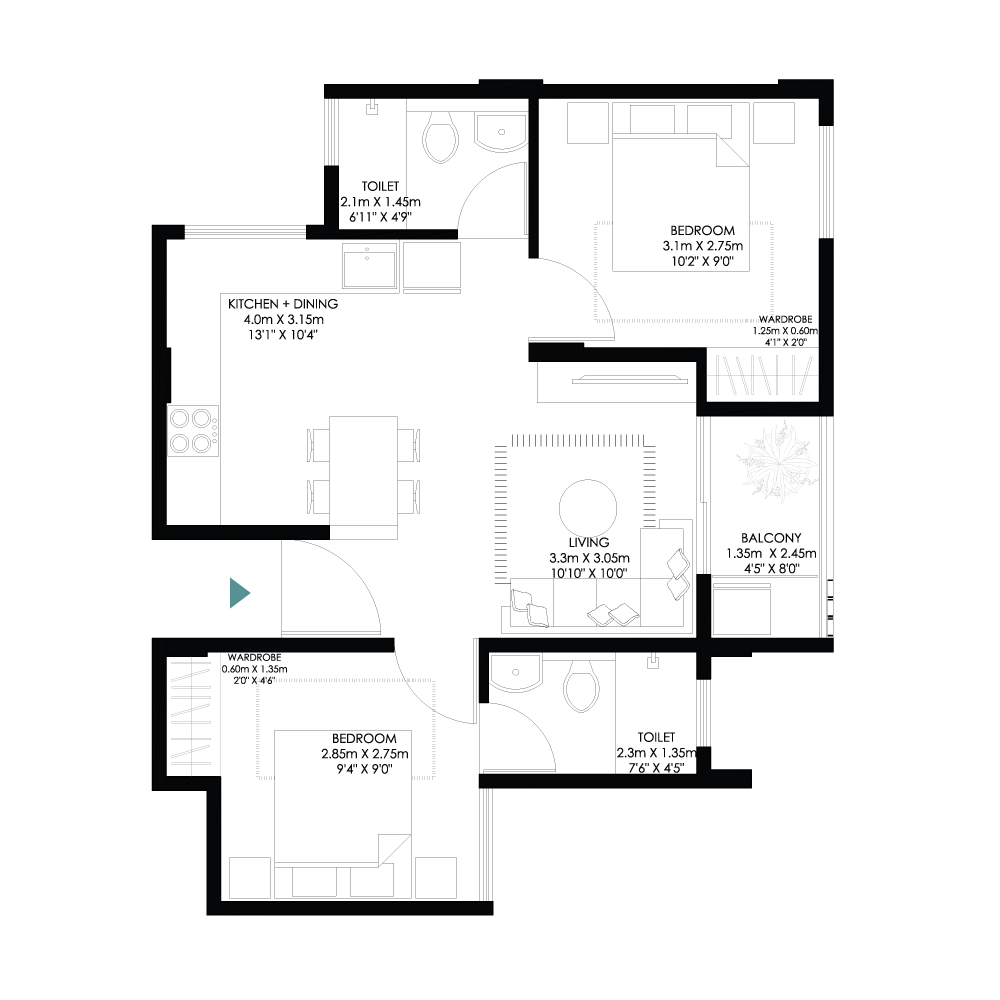 TOILET
2.1m X 1.45m
6'11" X 4'9"
BEDROOM
3.1m X 2.75m
10'2" X 9'0"
KITCHEN + DINING
4.0m X 3.15m
13'1" X 10'4"
WARDROBE
1.25m X 0.60m
4'1" X 2'0"
LIVING
3.3m X 3.05m
10'10" X 10'0"
BALCONY
1.35m X 2.45m
4'5" X 8'0"
WARDROBE
0.60m X 1.35m
2'0" X 4'6"
BEDROOM
2.85m X 2.75m
9'4" X 9'0"
TOILET
2.3m X 1.35m
7'6" X 4'5"